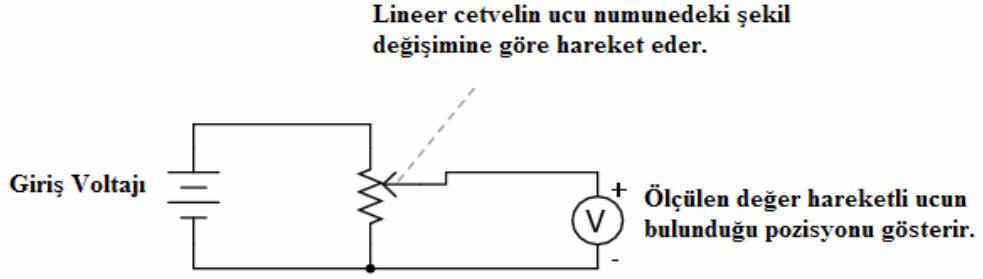 Lineer cetvelin ucu numunedeki şekil
değişimine göre hareket eder.
Giriş Voltajı
+
V
-
Ölçülen değer hareketli ucun
bulunduğu pozisyonu gösterir.